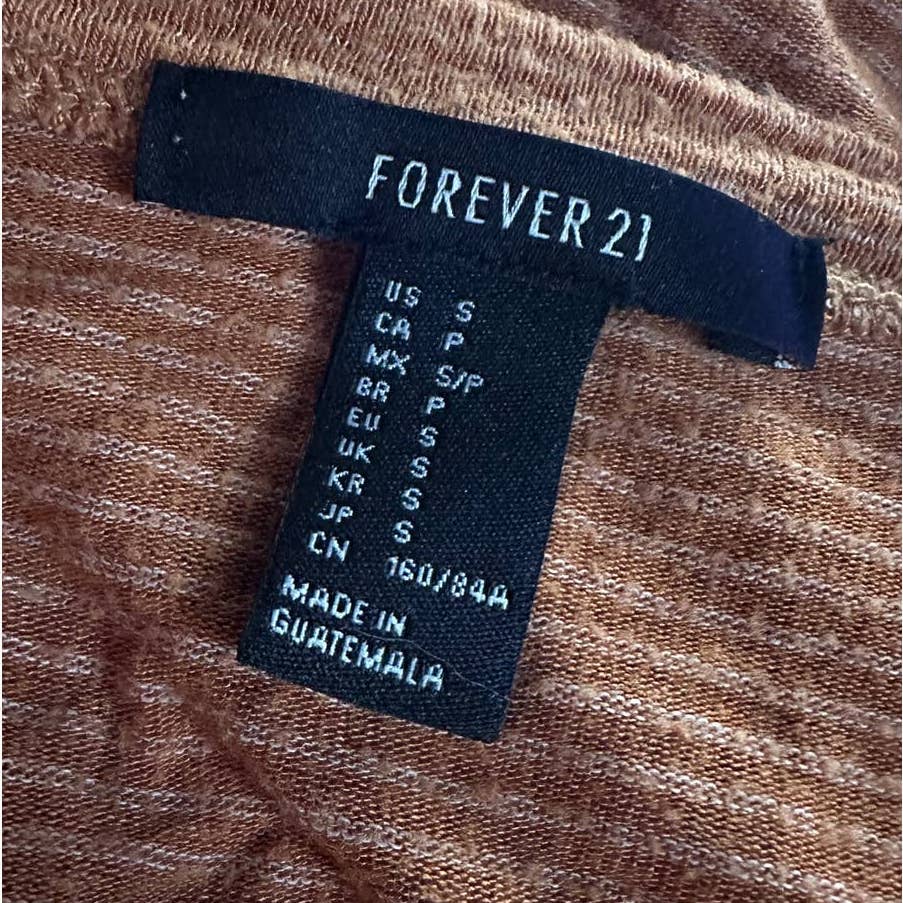 FOREVER 21
US S
CA P
MX S/P
BR P
EU S
UK S
KR S
JP S
CN 160/84A
MADE IN
GUATEMALA